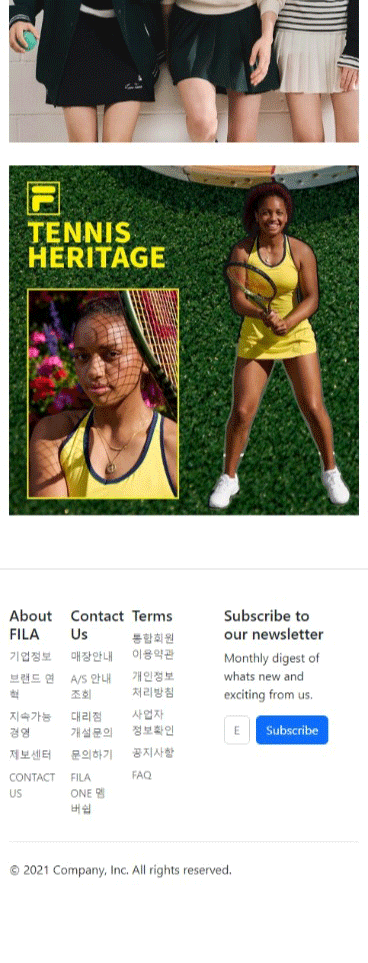 TENNIS
HERITAGE
About
FILA
기업정보
브랜드 연
혁
지속가능
경영
제보센터
CONTACT
US
Contact
Us
매장안내
A/S 안내
조회
대리점
개설문의
문의하기
FILA
ONE 멤
버쉽
Terms
통합회원
이용약관
개인정보
처리방침
사업자
정보확인
공지사항
FAQ
Subscribe to
our newsletter
Monthly digest of
whats new and
exciting from us.
E
Subscribe
© 2021 Company, Inc. All rights reserved.